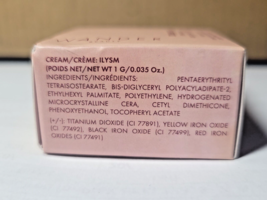 CREAM/CRÈME: ILYSM
(POIDS NET/NET WT 1 G/0.035 Oz.)
INGREDIENTS/INGRÉDIENTS: PENTAERYTHRITYL
TETRAISOSTEARATE, BIS-DIGLYCERYL POLYACYLADIPATE-2,
ETHYLHEXYL PALMITATE, POLYETHYLENE, HYDROGENATED
MICROCRYSTALLINE CERA, CETYL DIMETHICONE,
PHENOXYETHANOL, TOCOPHERYL ACETATE
(+/-): TITANIUM DIOXIDE (CI 77891), YELLOW IRON OXIDE
(CI 77492), BLACK IRON OXIDE (CI 77499), RED IRON
OXIDES (CI 77491)